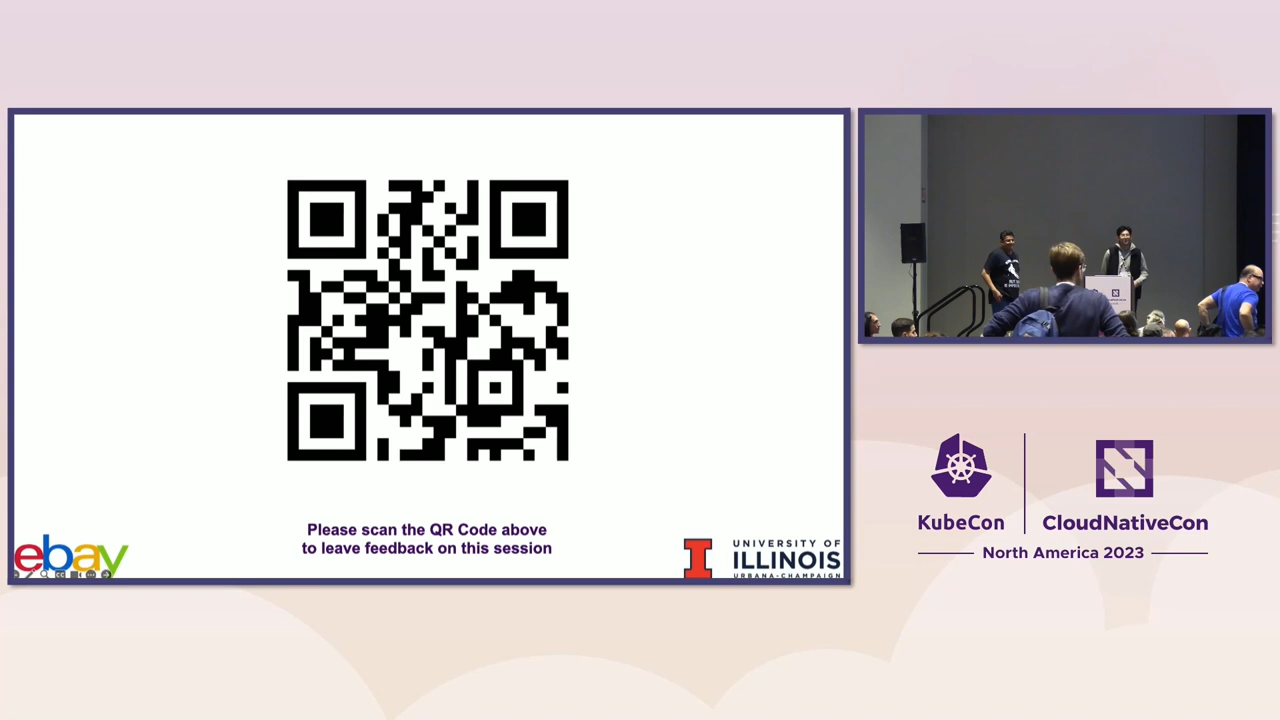 Please scan the QR Code above
to leave feedback on this session
ebay
UNIVERSITY OF
ILLINOIS
URBANA-CHAMPAIGN
KubeCon
CloudNativeCon
North America 2023